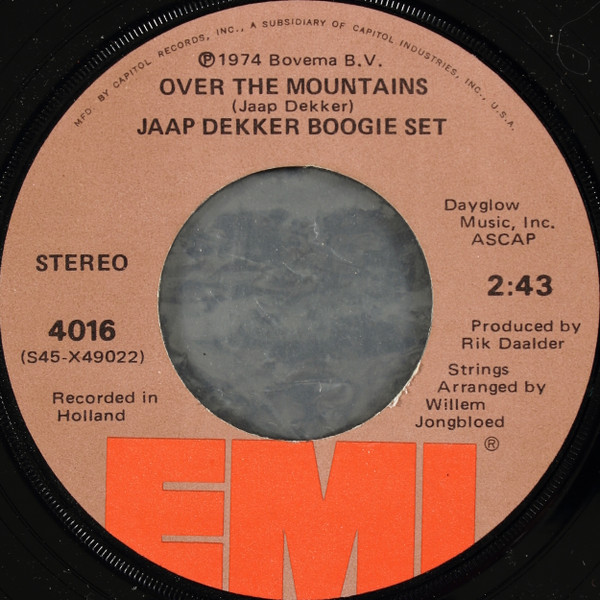 MFD. BY CAPITOL RECORDS, INC., A SUBSIDIARY OF CAPITOL INDUSTRIES, INC., U.S.A.
℗1974 Bovema B.V.
OVER THE MOUNTAINS
(Jaap Dekker)
JAAP DEKKER BOOGIE SET
Dayglow
Music, Inc.
ASCAP
STEREO
2:43
4016
(S45-X49022)
Produced by
Rik Daalder
Recorded in
Holland
Strings
Arranged by
Willem
Jongbloed
EMI®